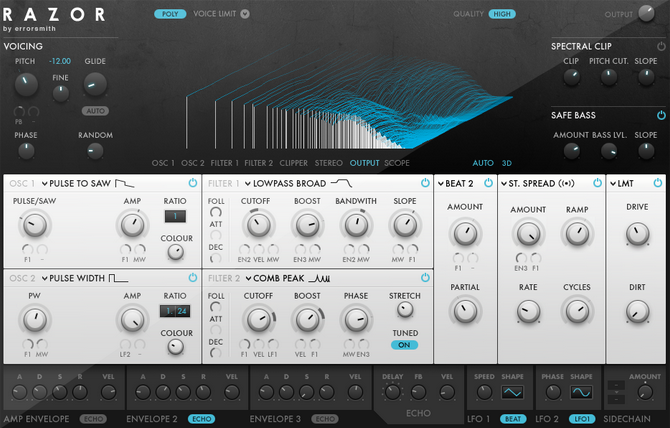 RAZOR
by errorsmith
POLY VOICE LIMIT
QUALITY HIGH
OUTPUT
VOICING
PITCH -12.00 GLIDE
FINE
AUTO
PB -
PHASE RANDOM
SPECTRAL CLIP
CLIP PITCH CUT. SLOPE
SAFE BASS
AMOUNT BASS LVL. SLOPE
OSC 1 OSC 2 FILTER 1 FILTER 2 CLIPPER STEREO OUTPUT SCOPE AUTO 3D
OSC 1 PULSE TO SAW
PULSE/SAW AMP RATIO
1
COLOUR
F1 - F1 MW
FILTER 1 LOWPASS BROAD
FOLL CUTOFF BOOST BANDWITH SLOPE
ATT
DEC
EN2 VEL MW EN3 MW EN2 MW MW F1
BEAT 2
AMOUNT
F1 -
PARTIAL
ST. SPREAD
AMOUNT RAMP
EN3 F1
RATE CYCLES
LMT
DRIVE
DIRT
OSC 2 PULSE WIDTH
PW AMP RATIO
1 24
COLOUR
F1 MW LF2 -
FILTER 2 COMB PEAK
FOLL CUTOFF BOOST PHASE STRETCH
ATT
TUNED
ON
DEC
F1 VEL LF1 VEL F1 MW EN3
A D S R VEL
AMP ENVELOPE ECHO
A D S R VEL
ENVELOPE 2 ECHO
A D S R VEL
ENVELOPE 3 ECHO
DELAY FB VEL
ECHO
SPEED SHAPE
LFO 1 BEAT
PHASE SHAPE
LFO 2 LFO1
AMOUNT
SIDECHAIN